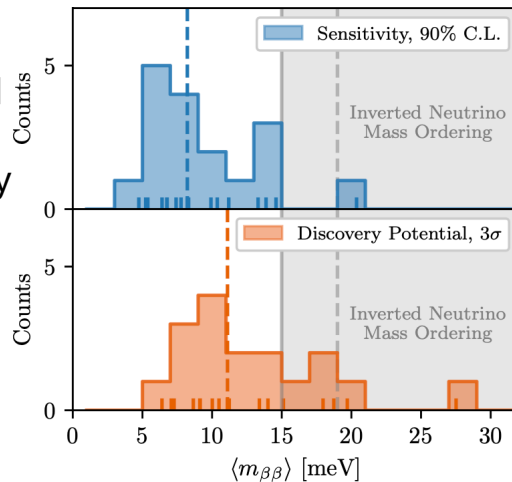 y
Sensitivity, 90% C.L.
Counts
5
0
Inverted Neutrino
Mass Ordering
Discovery Potential, 3σ
Counts
5
0
Inverted Neutrino
Mass Ordering
0 5 10 15 20 25 30
⟨mββ⟩ [meV]